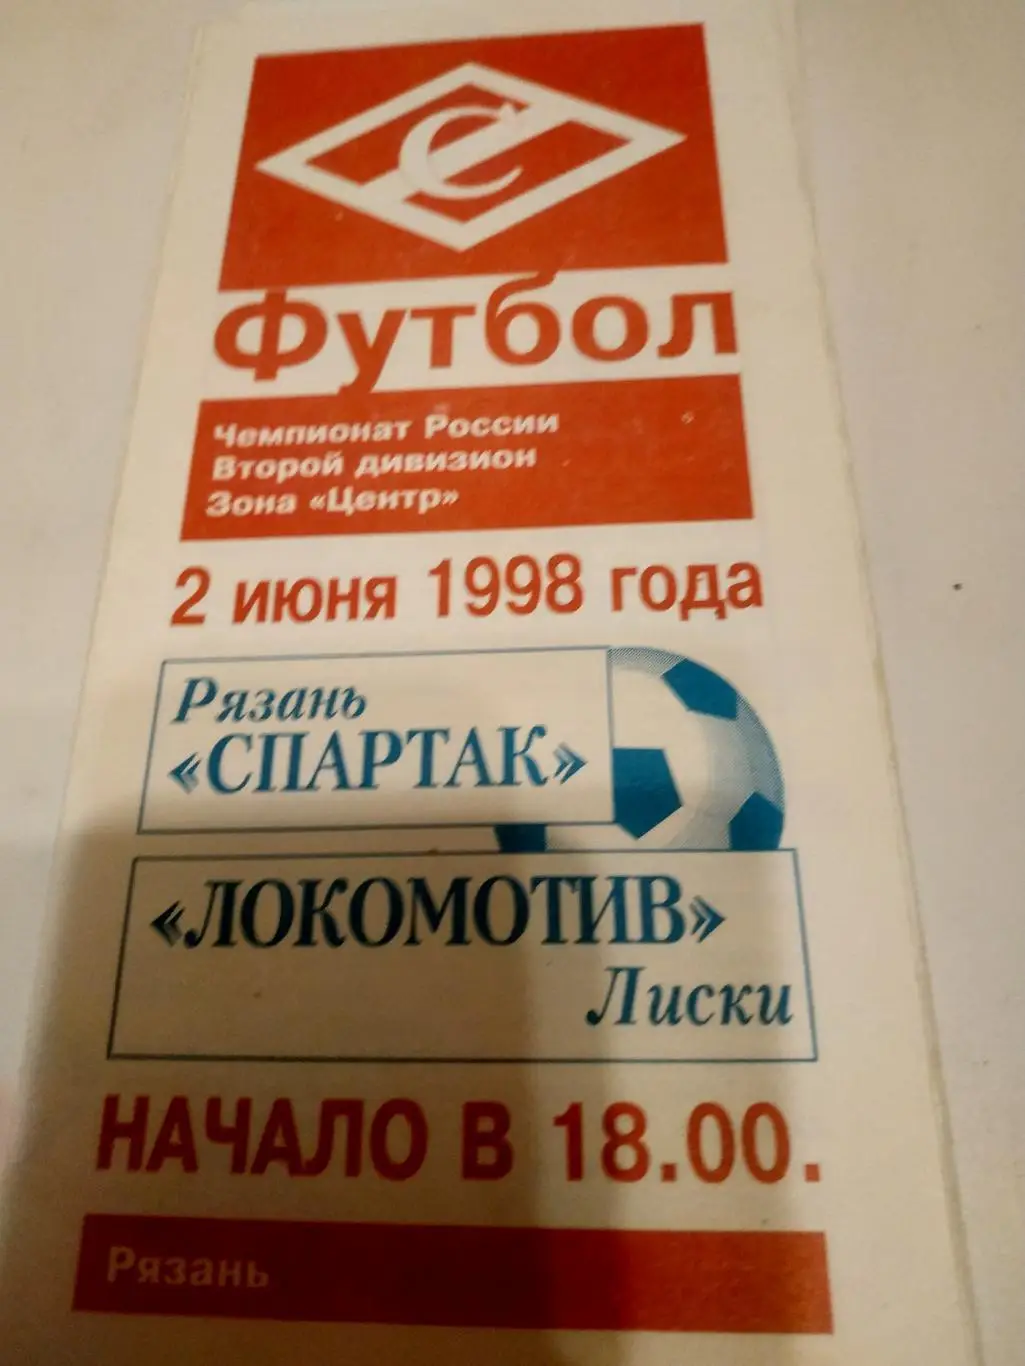 Футбол
Чемпионат России
Второй дивизион
Зона «Центр»
2 июня 1998 года
Рязань
«СПАРТАК»
«ЛОКОМОТИВ»
Лиски
НАЧАЛО В 18.00.
Рязань